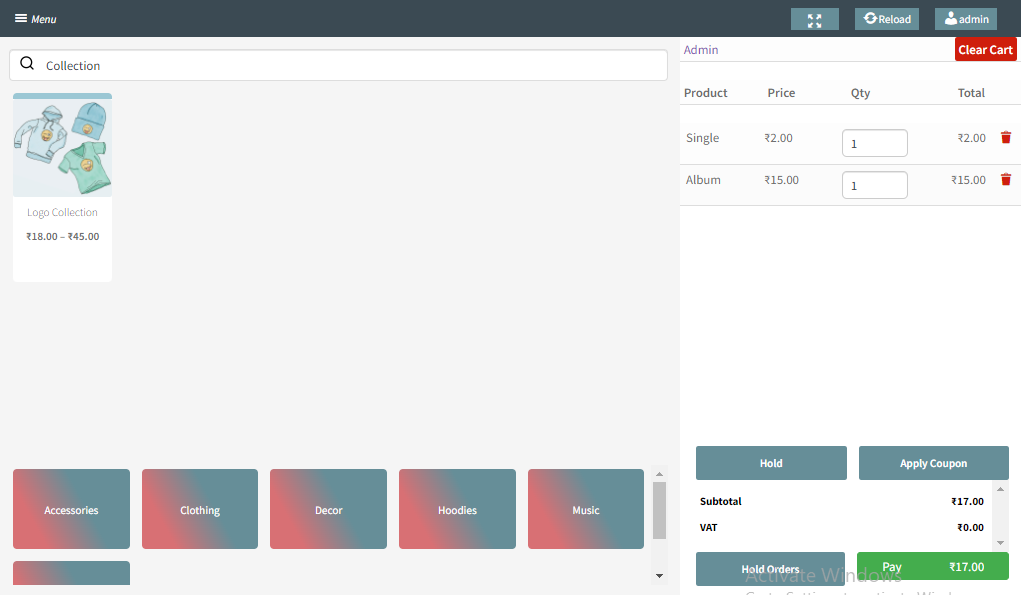 Menu
Reload
admin
Collection
Admin
Clear Cart
Product Price Qty Total
Single ₹2.00 1 ₹2.00
Album ₹15.00 1 ₹15.00
Logo Collection
₹18.00 – ₹45.00
Accessories
Clothing
Decor
Hoodies
Music
Hold
Apply Coupon
Subtotal ₹17.00
VAT ₹0.00
Hold Orders
Pay ₹17.00
Activate Windows